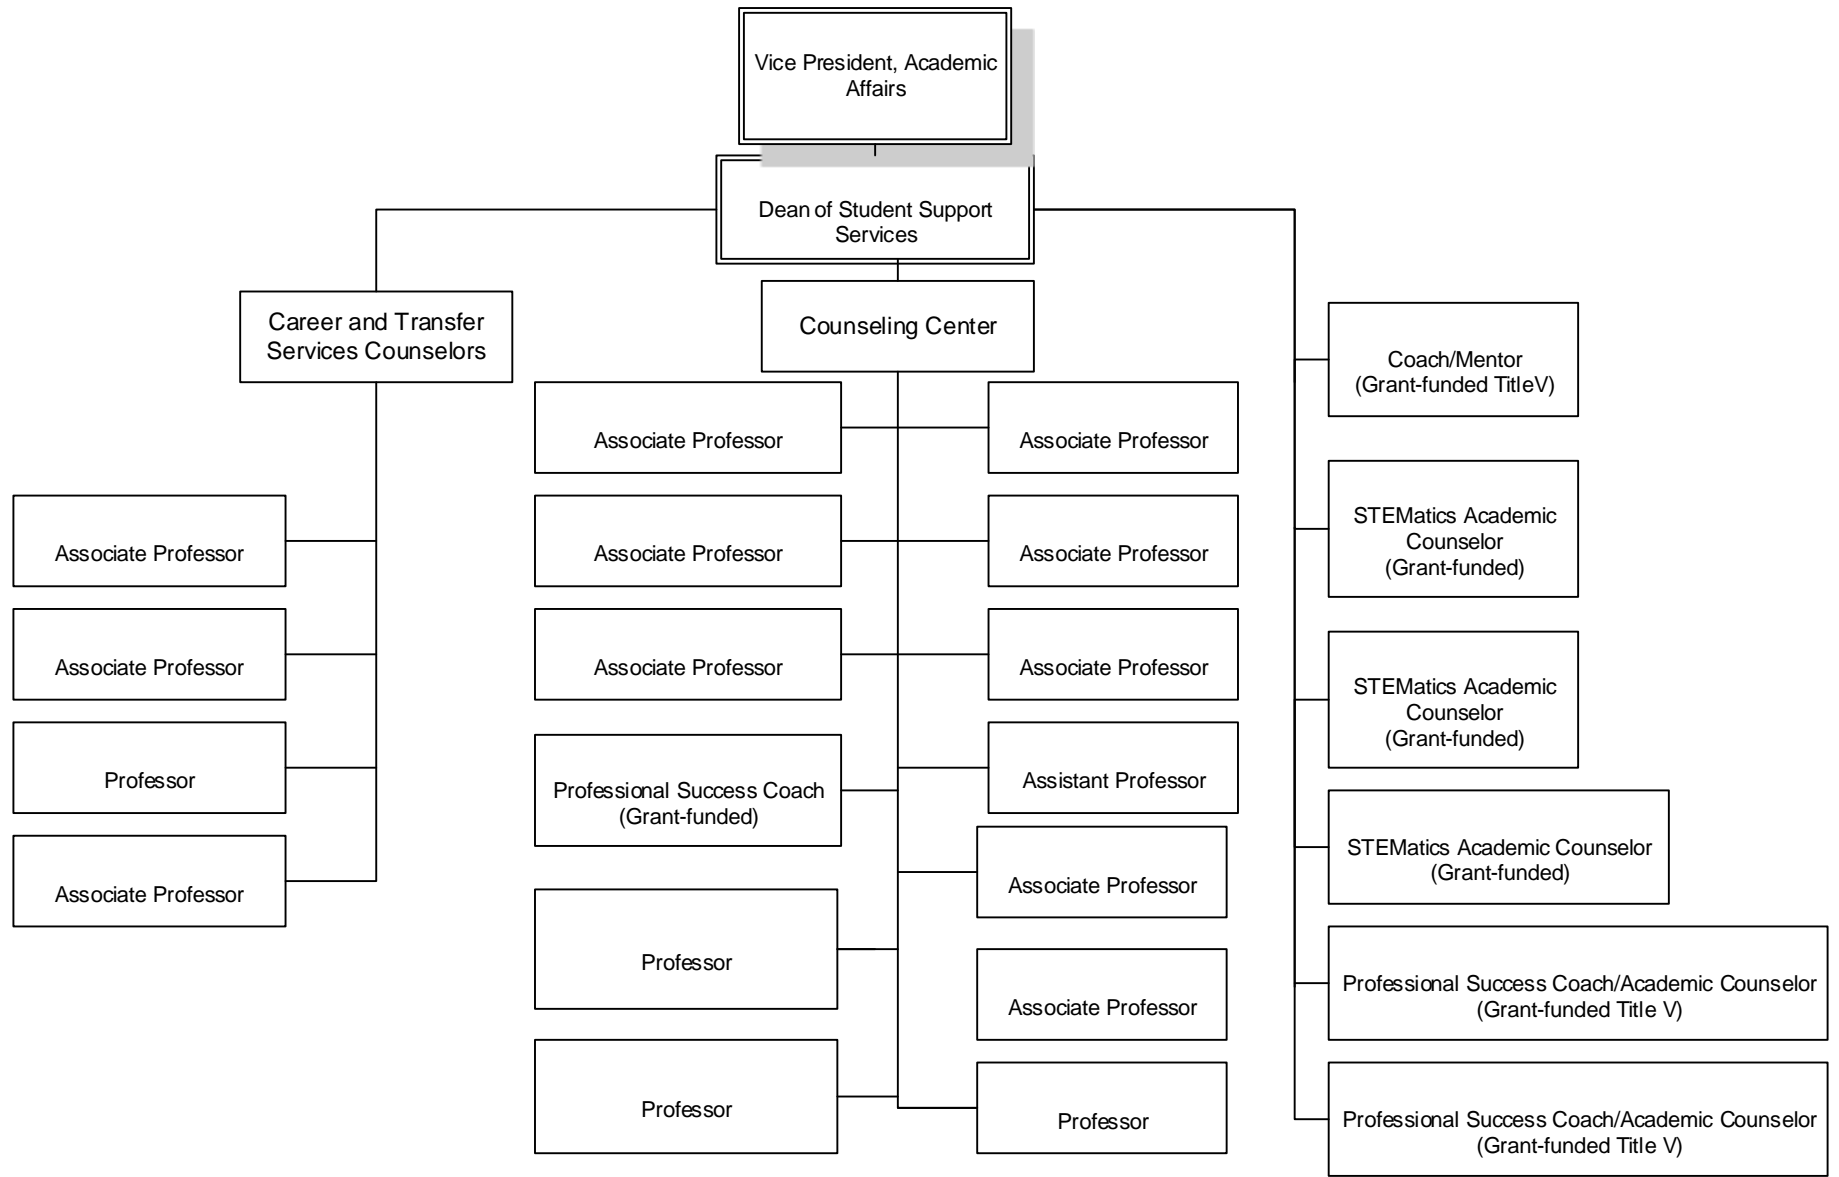 Vice President, Academic
Affairs
Dean of Student Support
Services
Career and Transfer
Services Counselors
Associate Professor
Associate Professor
Professor
Associate Professor
Counseling Center
Associate Professor
Associate Professor
Associate Professor
Professional Success Coach
(Grant-funded)
Professor
Professor
Associate Professor
Associate Professor
Associate Professor
Assistant Professor
Associate Professor
Associate Professor
Professor
Coach/Mentor
(Grant-funded TitleV)
STEMatics Academic
Counselor
(Grant-funded)
STEMatics Academic
Counselor
(Grant-funded)
STEMatics Academic Counselor
(Grant-funded)
Professional Success Coach/Academic Counselor
(Grant-funded Title V)
Professional Success Coach/Academic Counselor
(Grant-funded Title V)